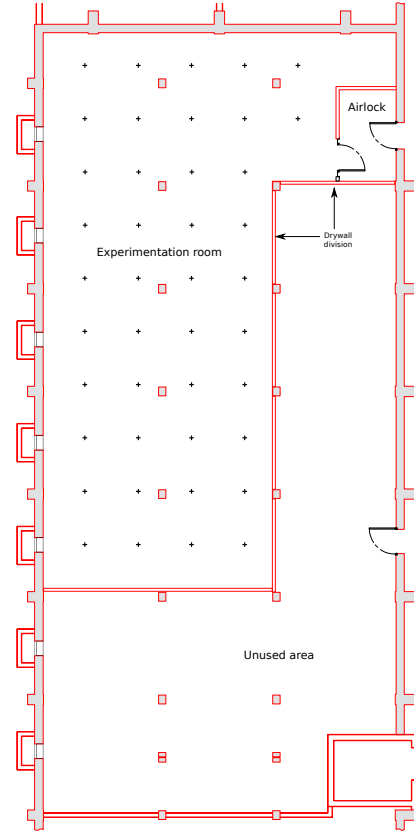 Airlock
Drywall
division
Experimentation room
Unused area